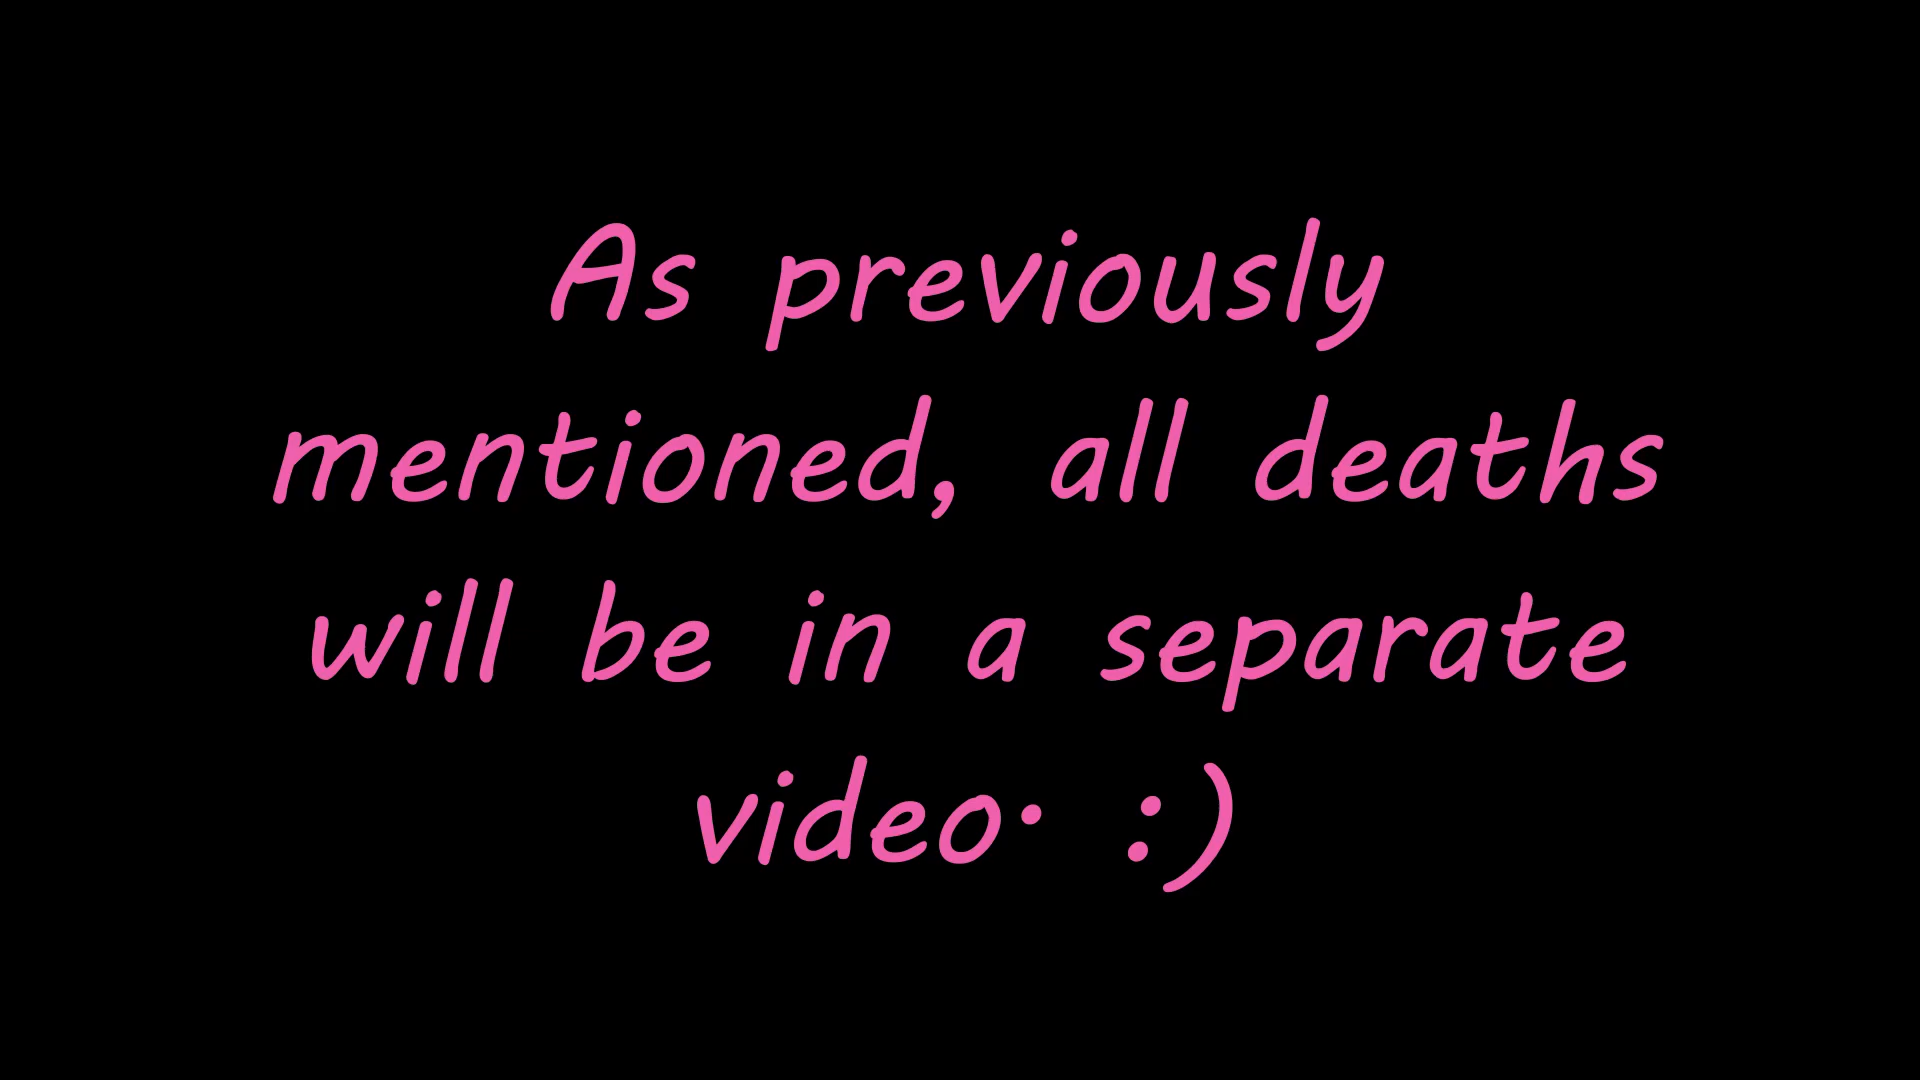 As previously
mentioned, all deaths
will be in a separate
video. :)